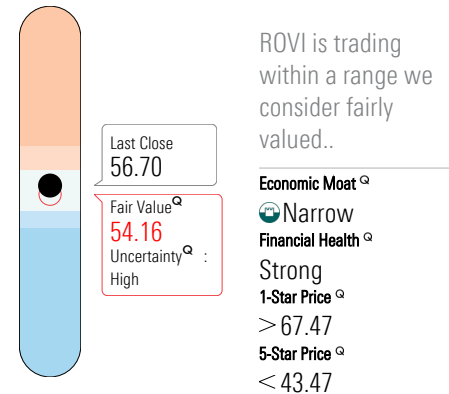 ROVI is trading
within a range we
consider fairly
valued..
Last Close
56.70
Fair Value Q
54.16
Uncertainty Q :
High
Economic Moat Q
Narrow
Financial Health Q
Strong
1-Star Price Q
>67.47
5-Star Price Q
<43.47